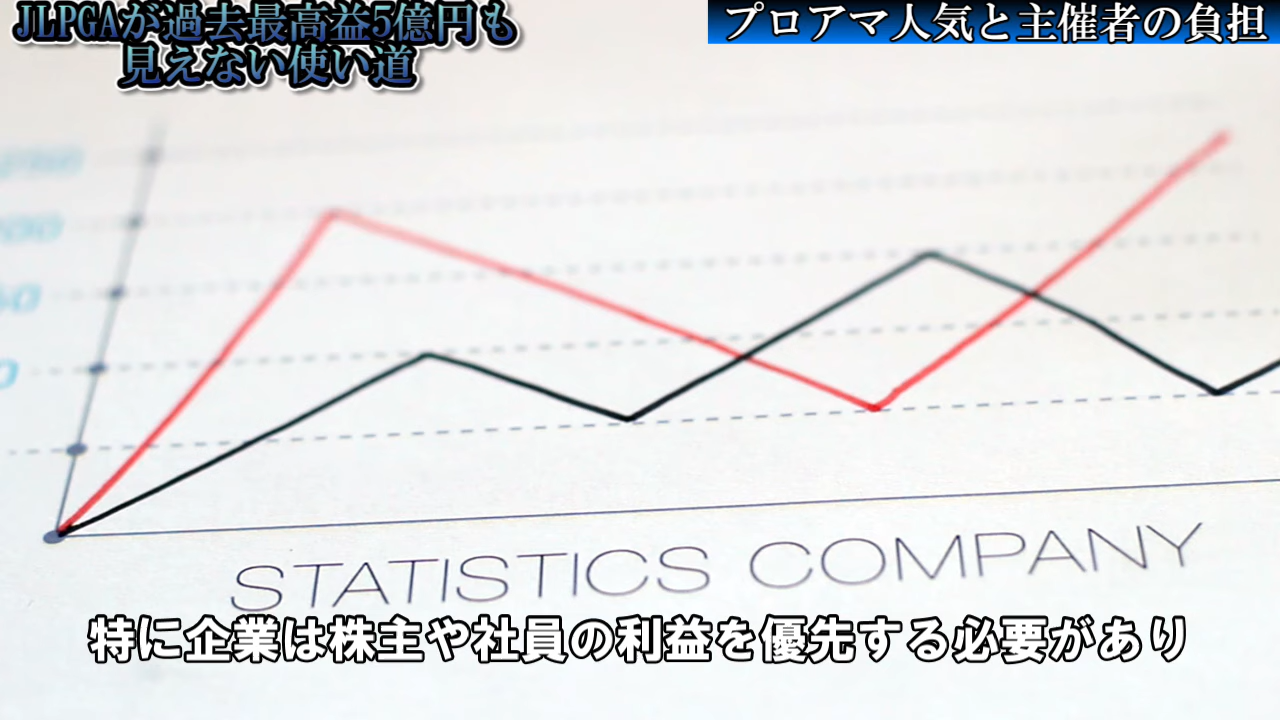 JLPGAが過去最高益5億円も
見えない使い道
プロアマ人気と主催者の負担
STATISTICS COMPANY
特に企業は株主や社員の利益を優先する必要があり